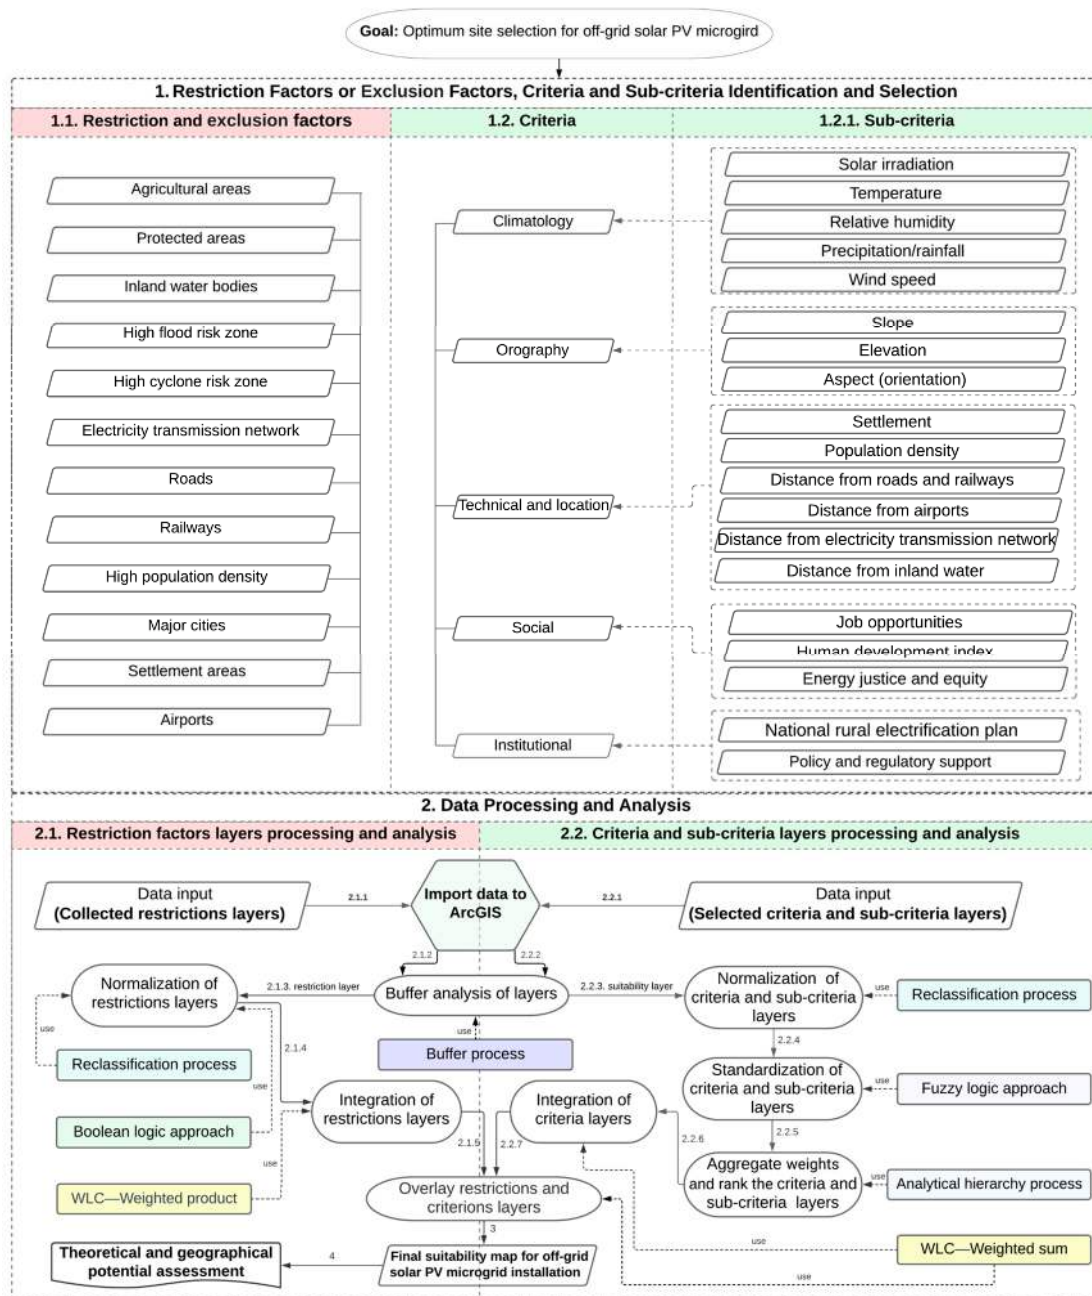 Goal: Optimum site selection for off-grid solar PV microgird
1. Restriction Factors or Exclusion Factors, Criteria and Sub-criteria Identification and Selection
1.1. Restriction and exclusion factors
1.2. Criteria
1.2.1. Sub-criteria
Agricultural areas
Protected areas
Inland water bodies
High flood risk zone
High cyclone risk zone
Electricity transmission network
Roads
Railways
High population density
Major cities
Settlement areas
Airports
Climatology
Orography
Technical and location
Social
Institutional
Solar irradiation
Temperature
Relative humidity
Precipitation/rainfall
Wind speed
Slope
Elevation
Aspect (orientation)
Settlement
Population density
Distance from roads and railways
Distance from airports
Distance from electricity transmission network
Distance from inland water
Job opportunities
Human development index
Energy justice and equity
National rural electrification plan
Policy and regulatory support
2. Data Processing and Analysis
2.1. Restriction factors layers processing and analysis
2.2. Criteria and sub-criteria layers processing and analysis
Data input
(Collected restrictions layers)
2.1.1
Import data to
ArcGIS
2.2.1
Data input
(Selected criteria and sub-criteria layers)
2.1.2
2.2.2
Normalization of
restrictions layers
2.1.3. restriction layer
Buffer analysis of layers
2.2.3. suitability layer
Normalization of
criteria and sub-criteria
layers
use
Reclassification process
use
Buffer process
use
Reclassification process
2.1.4
2.2.4
use
Boolean logic approach
Integration of
restrictions layers
Integration of
criteria layers
Standardization of
criteria and sub-criteria
layers
use
Fuzzy logic approach
2.1.5
2.2.7
2.2.6
2.2.5
use
WLC—Weighted product
Aggregate weights
and rank the criteria and
sub-criteria layers
use
Analytical hierarchy process
Overlay restrictions and
criterions layers
use
WLC—Weighted sum
use
3
Final suitability map for off-grid
solar PV microgrid installation
4
Theoretical and geographical
potential assessment